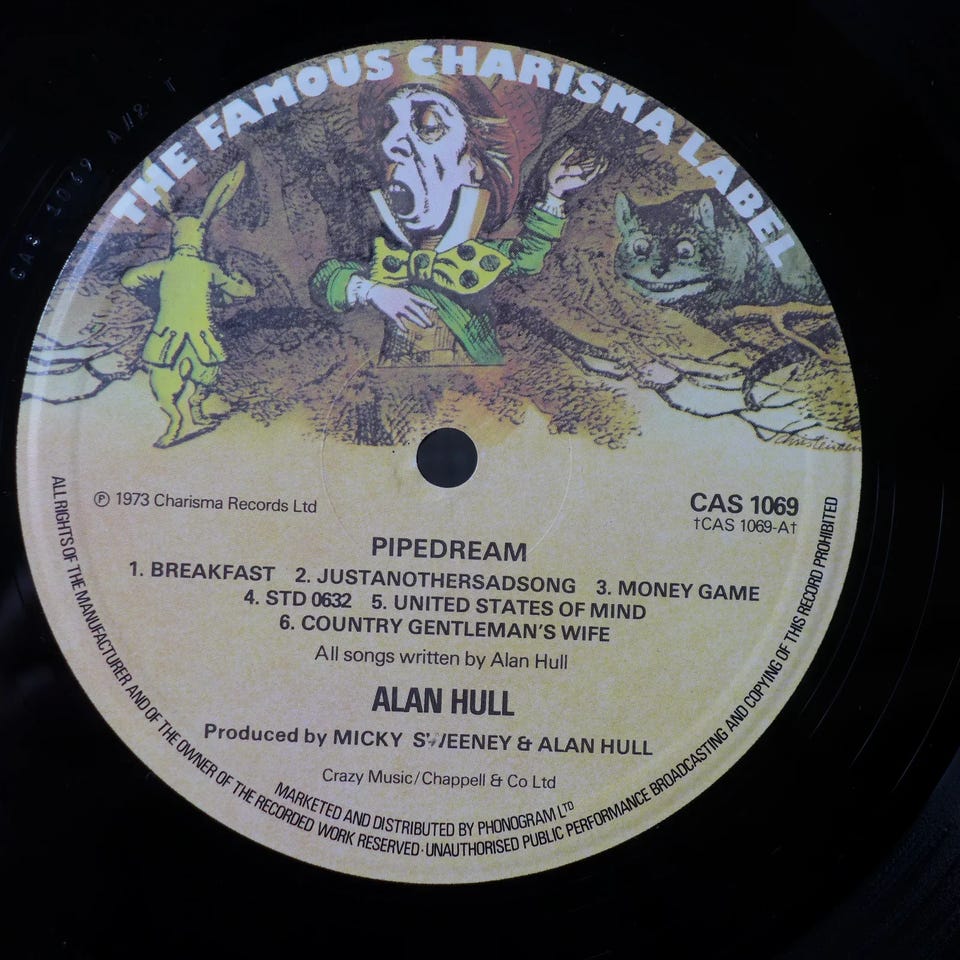 THE FAMOUS CHARISMA LABEL
Ⓟ 1973 Charisma Records Ltd
CAS 1069
†CAS 1069-A†
PIPEDREAM
1. BREAKFAST 2. JUSTANOTHERSADSONG 3. MONEY GAME
4. STD 0632 5. UNITED STATES OF MIND
6. COUNTRY GENTLEMAN'S WIFE
All songs written by Alan Hull
ALAN HULL
Produced by MICKY SWEENEY & ALAN HULL
Crazy Music/Chappell & Co Ltd
MARKETED AND DISTRIBUTED BY PHONOGRAM LTD
ALL RIGHTS OF THE MANUFACTURER AND OF THE OWNER OF THE RECORDED WORK RESERVED·UNAUTHORISED PUBLIC PERFORMANCE BROADCASTING AND COPYING OF THIS RECORD PROHIBITED